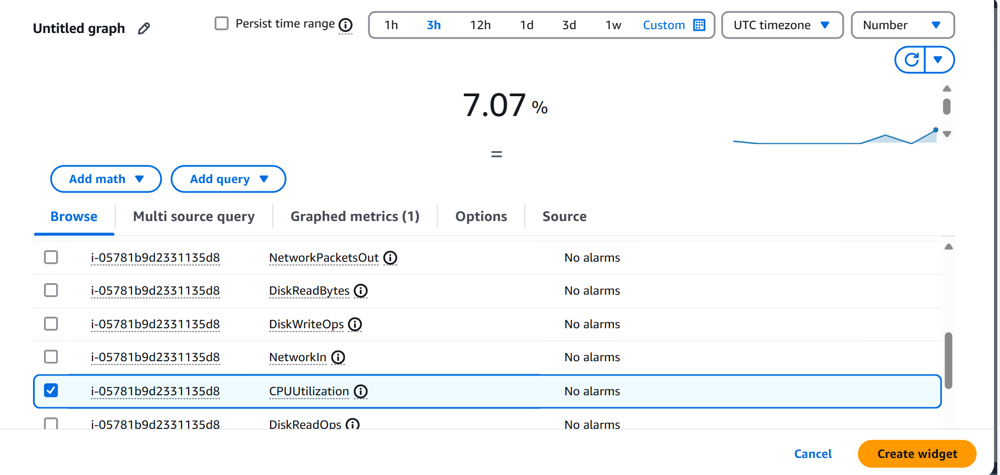 Untitled graph
Persist time range
1h 3h 12h 1d 3d 1w Custom
UTC timezone
Number
7.07 %
=
Add math
Add query
Browse
Multi source query
Graphed metrics (1)
Options
Source
i-05781b9d2331135d8 NetworkPacketsOut No alarms
i-05781b9d2331135d8 DiskReadBytes No alarms
i-05781b9d2331135d8 DiskWriteOps No alarms
i-05781b9d2331135d8 NetworkIn No alarms
i-05781b9d2331135d8 CPUUtilization No alarms
i-05781b9d2331135d8 DiskReadOps No alarms
Cancel
Create widget